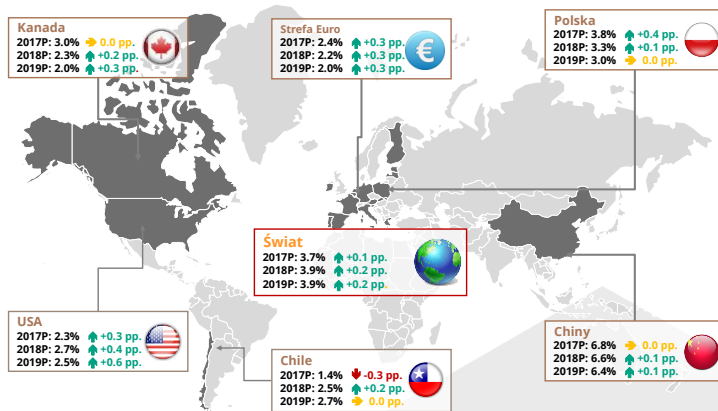 Kanada
2017P: 3.0% 0.0 pp.
2018P: 2.3% +0.2 pp.
2019P: 2.0% +0.3 pp.
Strefa Euro
2017P: 2.4% +0.3 pp.
2018P: 2.2% +0.3 pp.
2019P: 2.0% +0.3 pp.
Polska
2017P: 3.8% +0.4 pp.
2018P: 3.3% +0.1 pp.
2019P: 3.0% 0.0 pp.
Świat
2017P: 3.7% +0.1 pp.
2018P: 3.9% +0.2 pp.
2019P: 3.9% +0.2 pp.
USA
2017P: 2.3% +0.3 pp.
2018P: 2.7% +0.4 pp.
2019P: 2.5% +0.6 pp.
Chile
2017P: 1.4% -0.3 pp.
2018P: 2.5% +0.2 pp.
2019P: 2.7% 0.0 pp.
Chiny
2017P: 6.8% 0.0 pp.
2018P: 6.6% +0.1 pp.
2019P: 6.4% +0.1 pp.